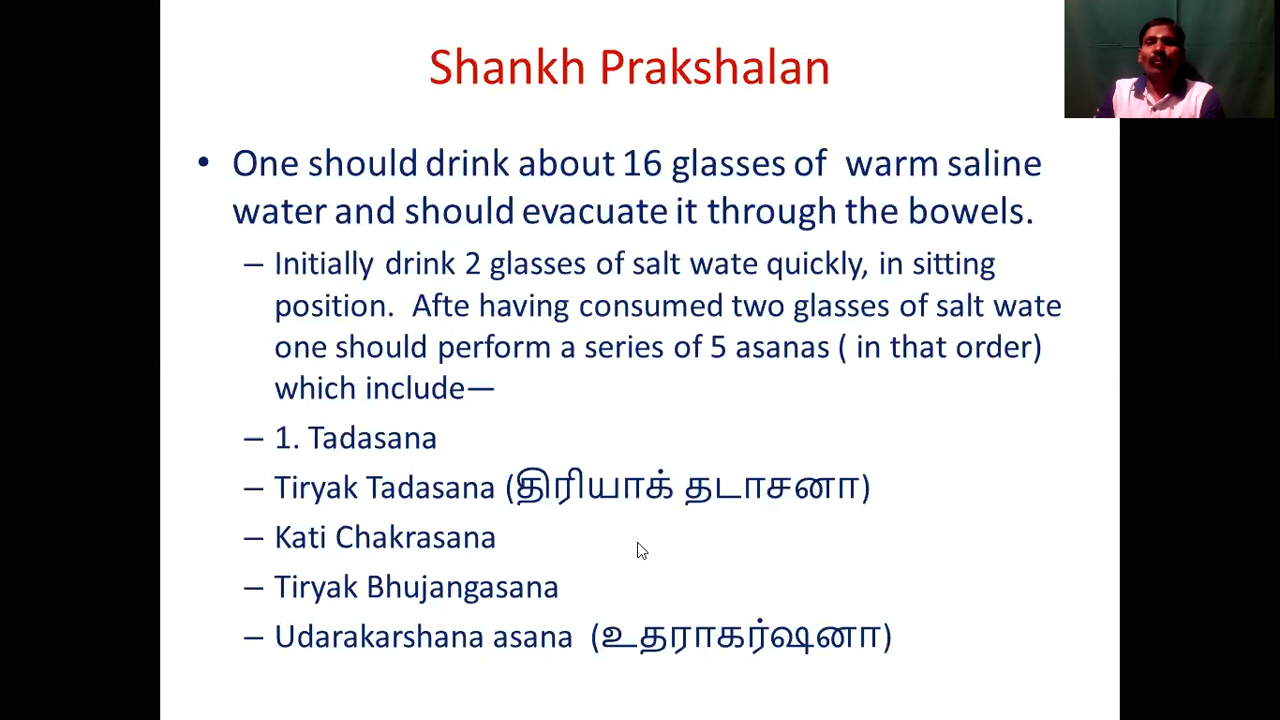 Shankh Prakshalan
• One should drink about 16 glasses of warm saline
water and should evacuate it through the bowels.
– Initially drink 2 glasses of salt wate quickly, in sitting
position. Afte having consumed two glasses of salt wate
one should perform a series of 5 asanas ( in that order)
which include—
– 1. Tadasana
– Tiryak Tadasana (திரியாக் தடாசனா)
– Kati Chakrasana
– Tiryak Bhujangasana
– Udarakarshana asana (உதராகர்ஷனா)